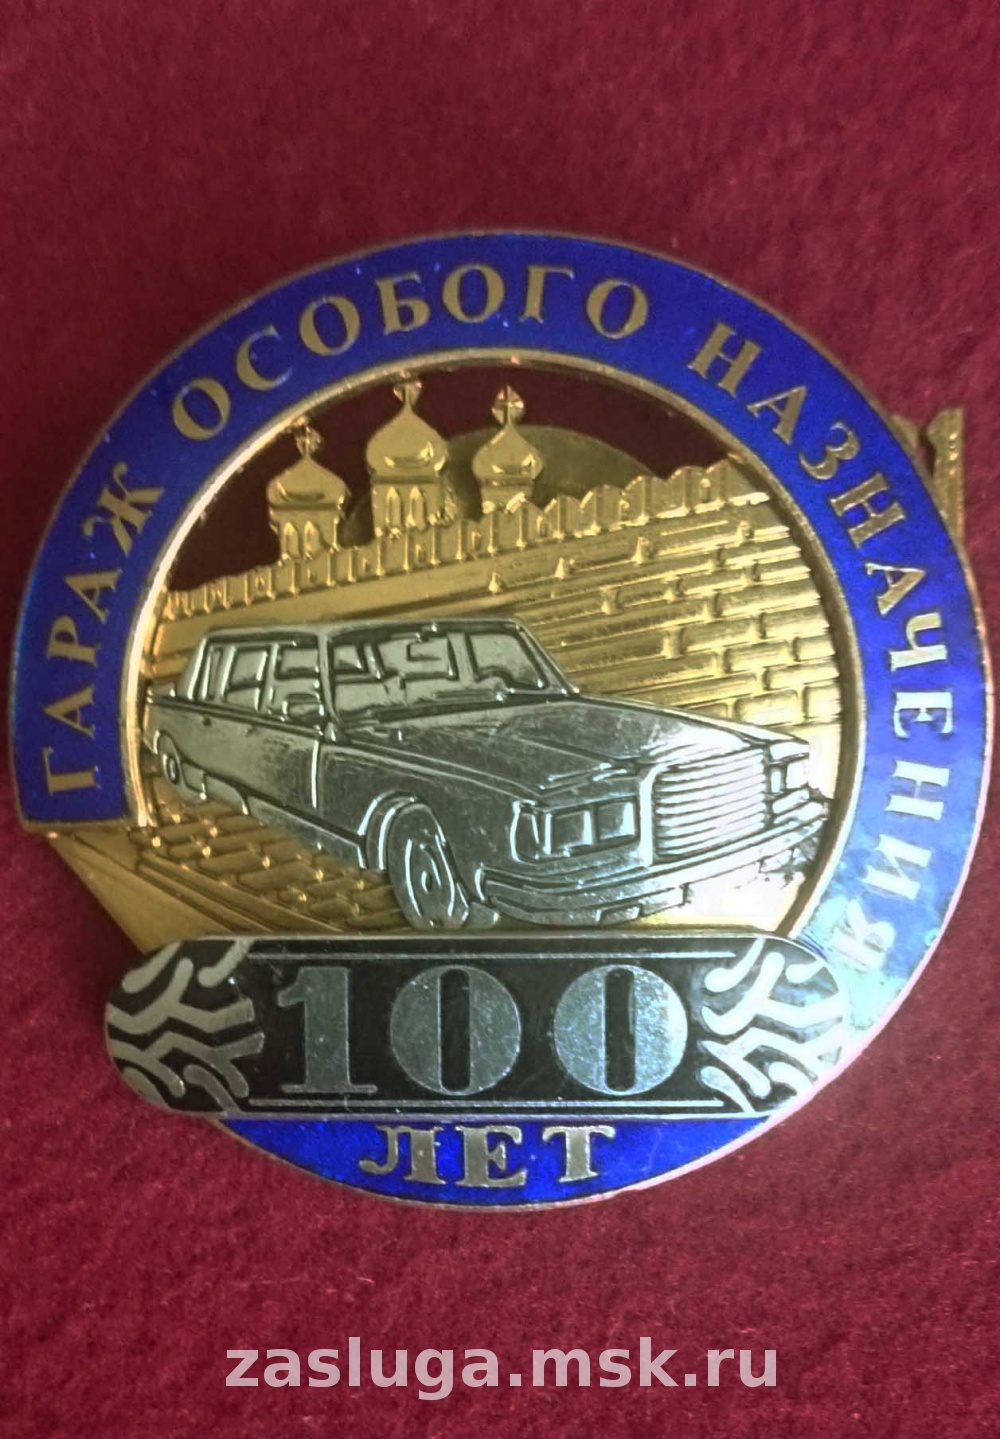 ГАРАЖ ОСОБОГО НАЗНАЧЕНИЯ
100
ЛЕТ
zasluga.msk.ru